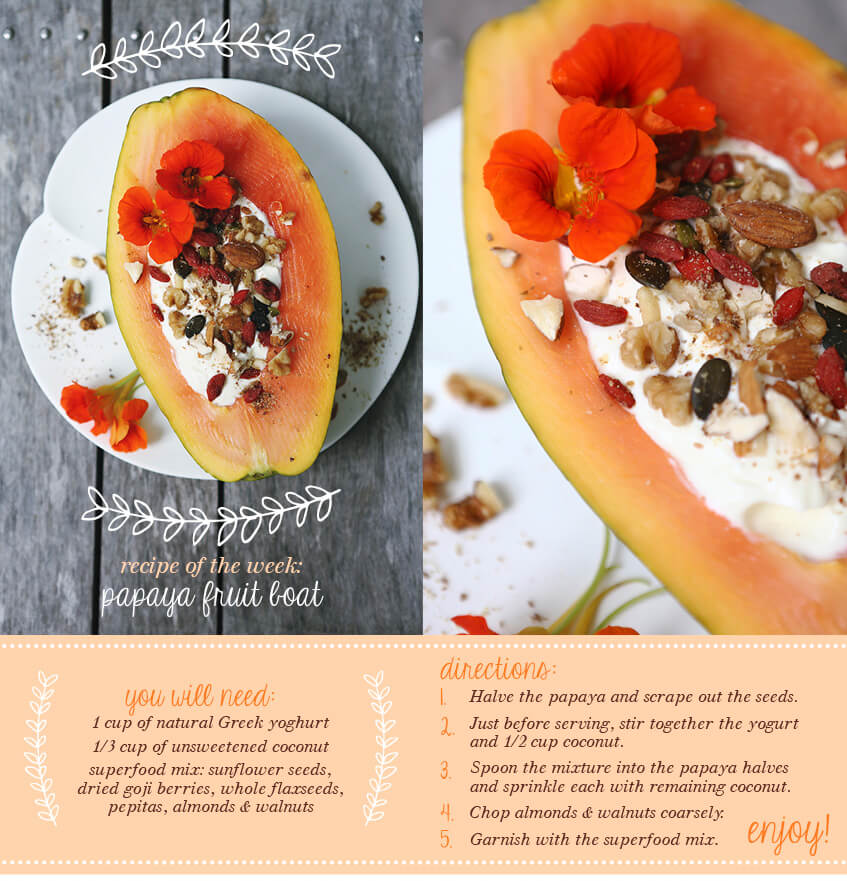 recipe of the week:
papaya fruit boat
you will need:
1 cup of natural Greek yoghurt
1/3 cup of unsweetened coconut
superfood mix: sunflower seeds,
dried goji berries, whole flaxseeds,
pepitas, almonds & walnuts
directions:
1. Halve the papaya and scrape out the seeds.
2. Just before serving, stir together the yogurt
and 1/2 cup coconut.
3. Spoon the mixture into the papaya halves
and sprinkle each with remaining coconut.
4. Chop almonds & walnuts coarsely.
5. Garnish with the superfood mix.
enjoy!